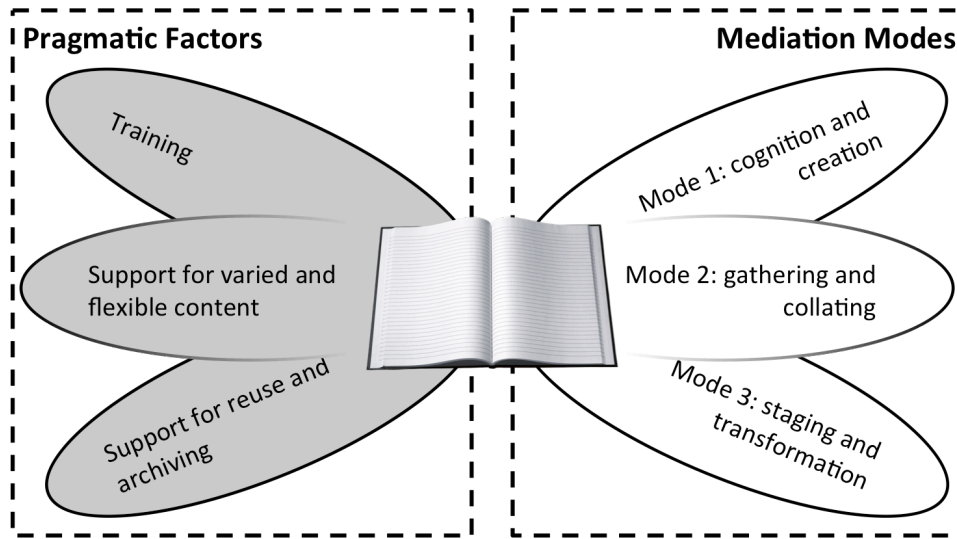 Pragmatic Factors
Training
Support for varied and
flexible content
Support for reuse and
archiving
Mediation Modes
Mode 1: cognition and
creation
Mode 2: gathering and
collating
Mode 3: staging and
transformation